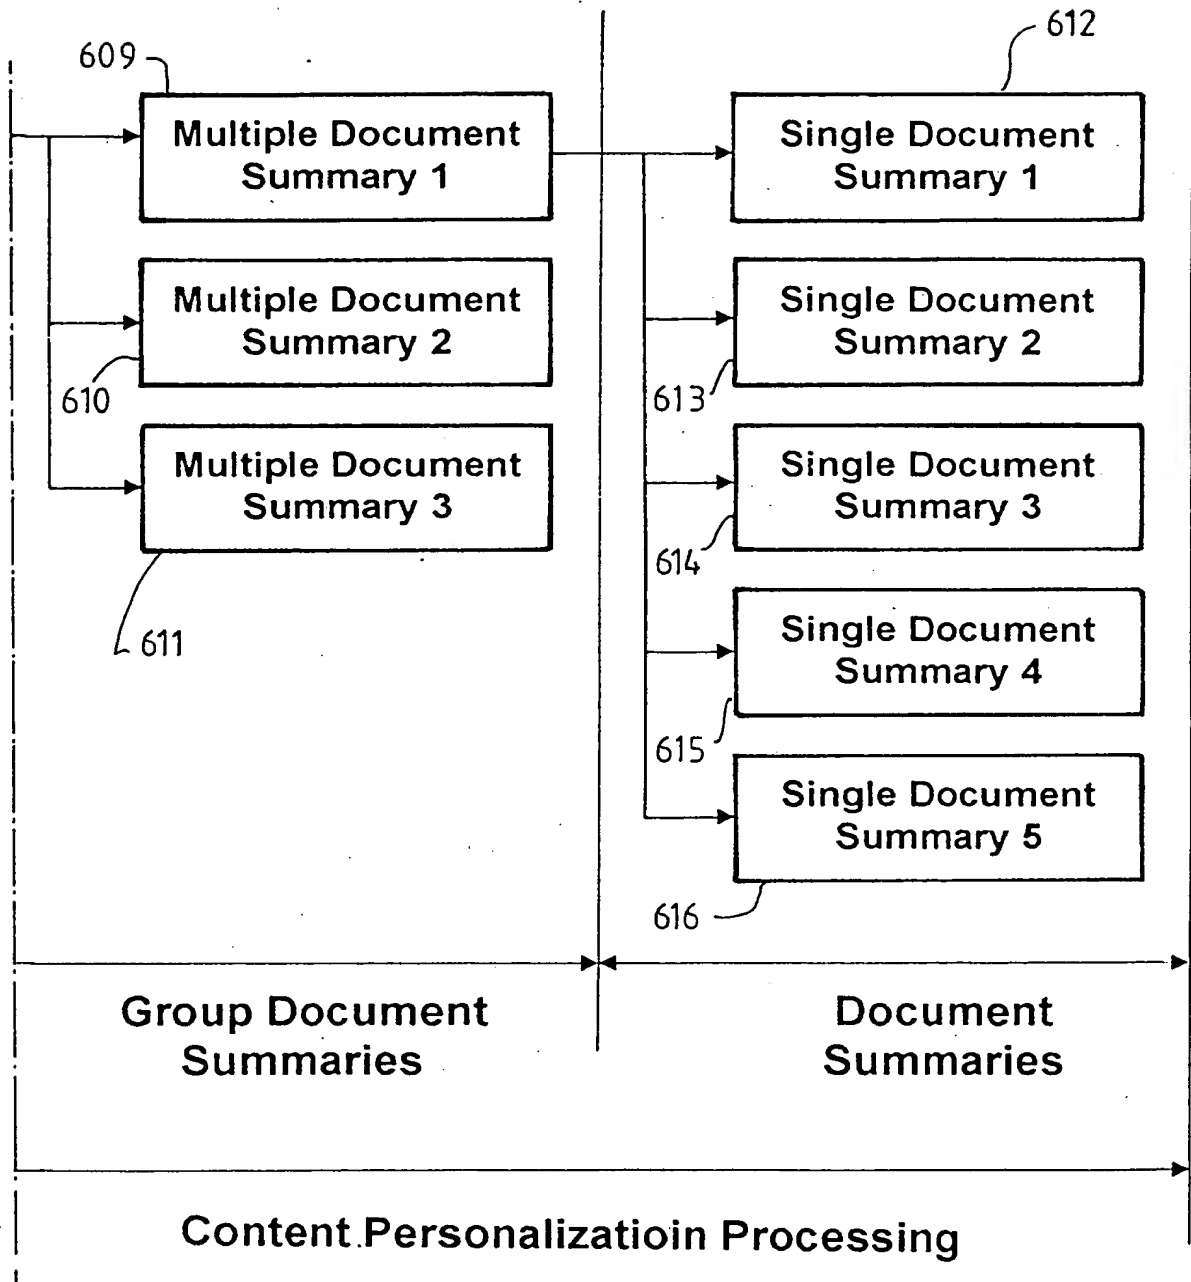 612
609
Multiple Document
Summary 1
Single Document
Summary 1
Multiple Document
Summary 2
610
Single Document
Summary 2
613
Multiple Document
Summary 3
611
Single Document
Summary 3
614
Single Document
Summary 4
615
Single Document
Summary 5
616
Group Document
Summaries
Document
Summaries
Content Personalizatioin Processing